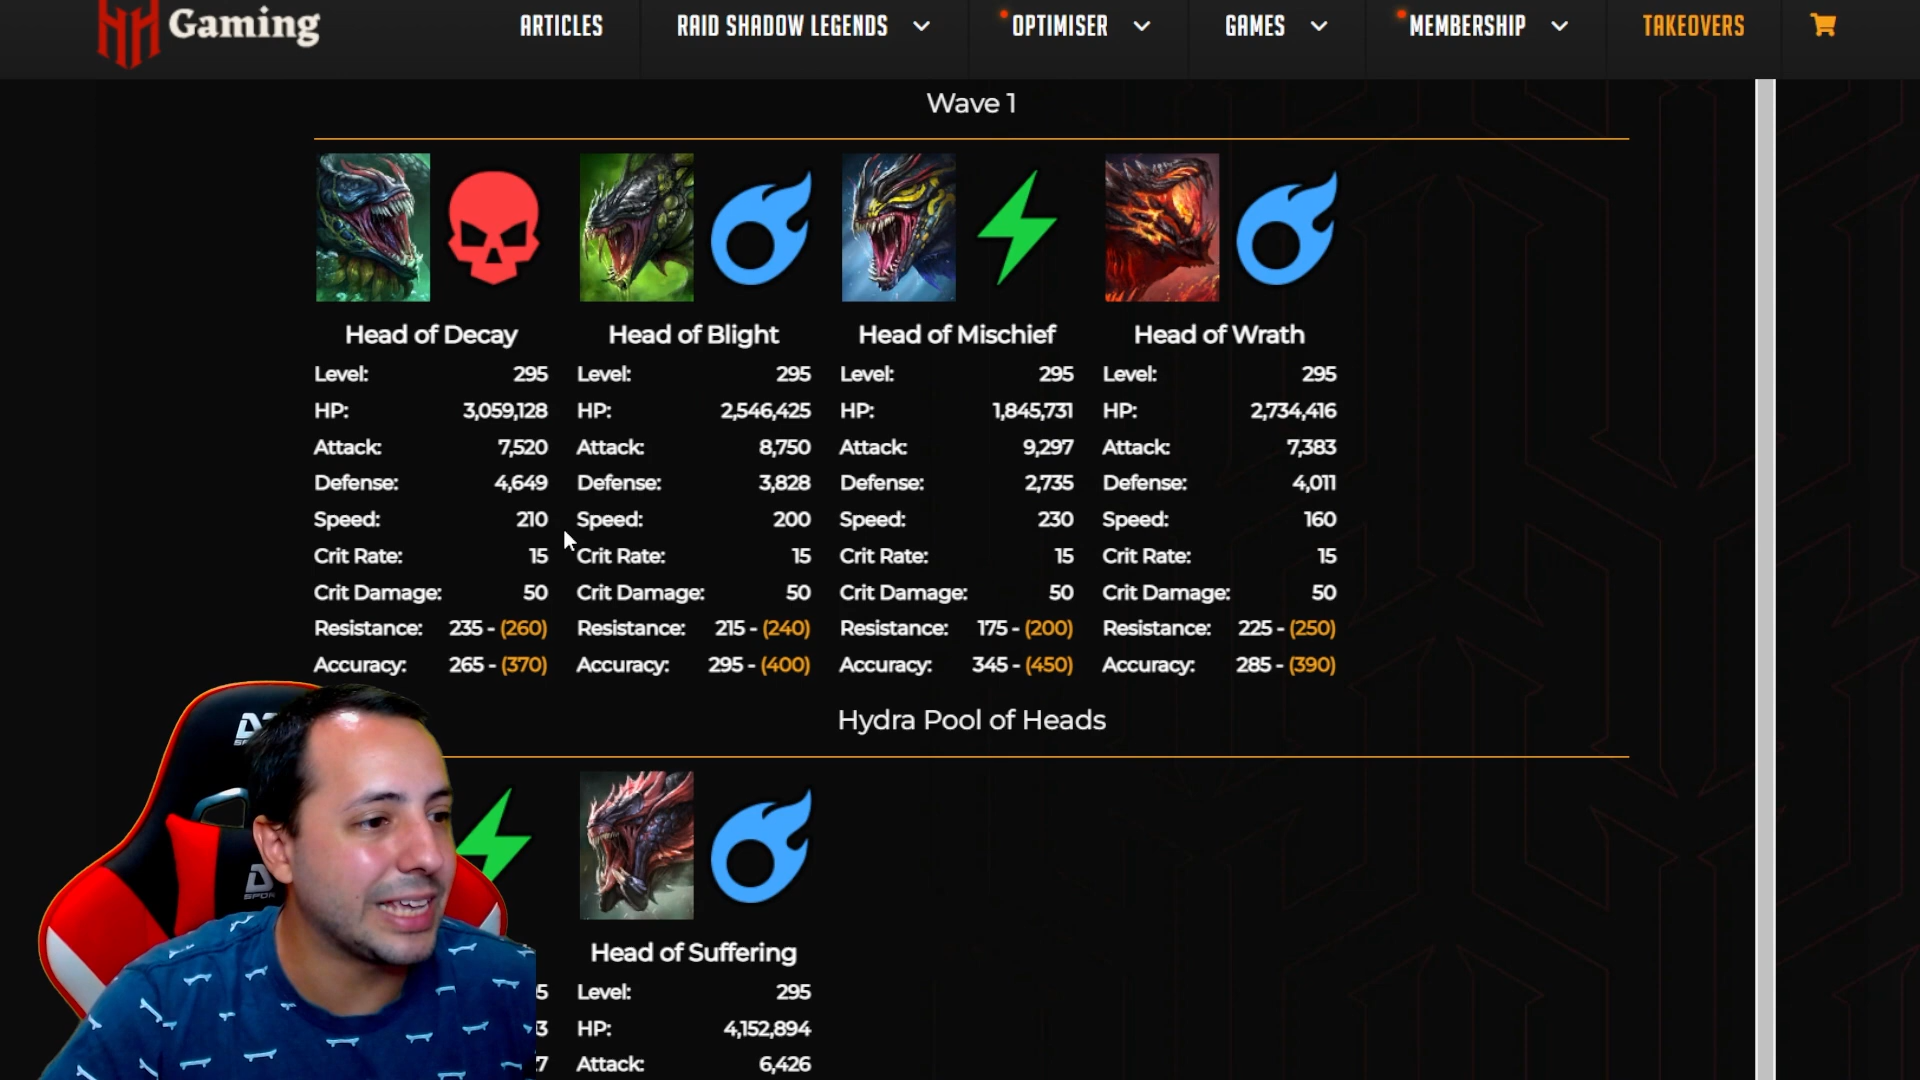 HH Gaming
ARTICLES RAID SHADOW LEGENDS OPTIMISER GAMES MEMBERSHIP TAKEOVERS
Wave 1
Head of Decay Head of Blight Head of Mischief Head of Wrath
Level: 295 Level: 295 Level: 295 Level: 295
HP: 3,059,128 HP: 2,546,425 HP: 1,845,731 HP: 2,734,416
Attack: 7,520 Attack: 8,750 Attack: 9,297 Attack: 7,383
Defense: 4,649 Defense: 3,828 Defense: 2,735 Defense: 4,011
Speed: 210 Speed: 200 Speed: 230 Speed: 160
Crit Rate: 15 Crit Rate: 15 Crit Rate: 15 Crit Rate: 15
Crit Damage: 50 Crit Damage: 50 Crit Damage: 50 Crit Damage: 50
Resistance: 235 - (260) Resistance: 215 - (240) Resistance: 175 - (200) Resistance: 225 - (250)
Accuracy: 265 - (370) Accuracy: 295 - (400) Accuracy: 345 - (450) Accuracy: 285 - (390)
Hydra Pool of Heads
Head of Suffering
5 Level: 295
3 HP: 4,152,894
7 Attack: 6,426